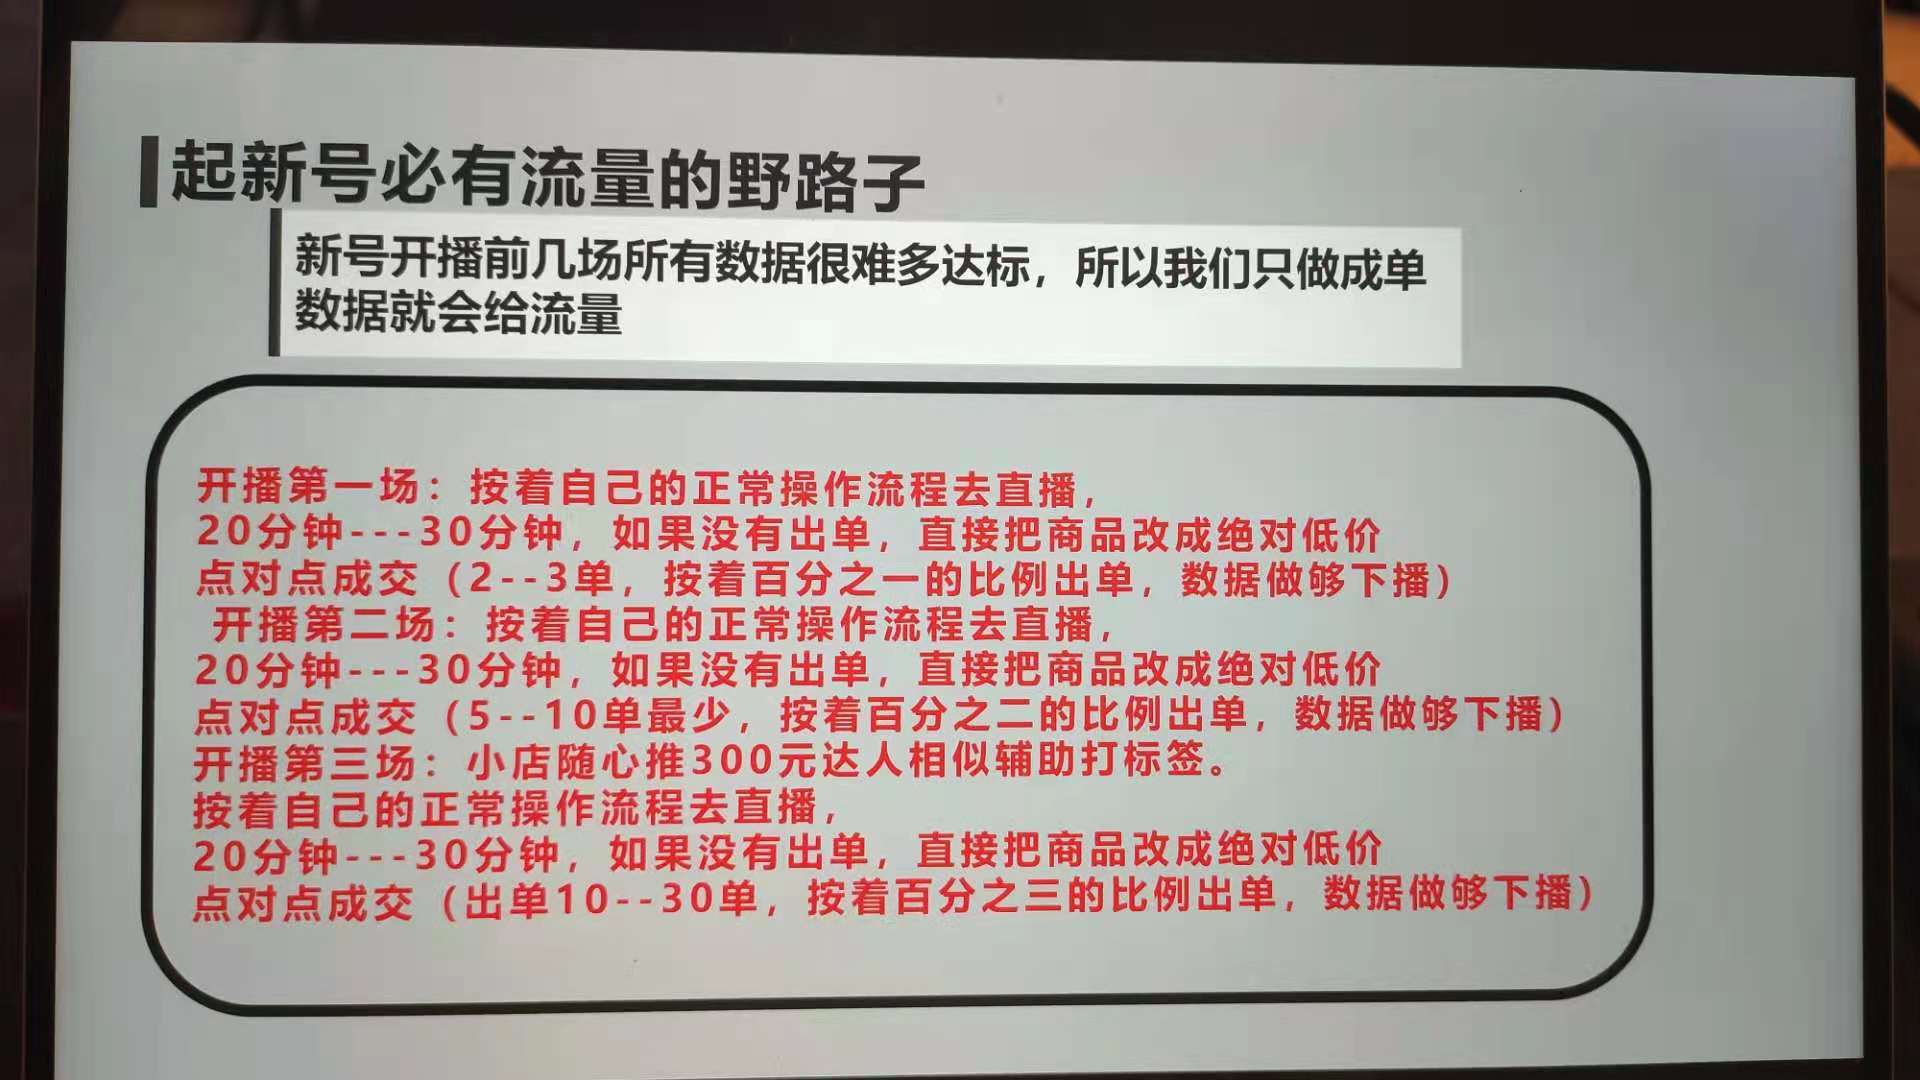 起新号必有流量的野路子
新号开播前几场所有数据很难多达标，所以我们只做成单
数据就会给流量
开播第一场：按着自己的正常操作流程去直播，
20分钟---30分钟，如果没有出单，直接把商品改成绝对低价
点对点成交（2--3单，按着百分之一的比例出单，数据做够下播）
开播第二场：按着自己的正常操作流程去直播，
20分钟---30分钟，如果没有出单，直接把商品改成绝对低价
点对点成交（5--10单最少，按着百分之二的比例出单，数据做够下播）
开播第三场：小店随心推300元达人相似辅助打标签。
按着自己的正常操作流程去直播，
20分钟---30分钟，如果没有出单，直接把商品改成绝对低价
点对点成交（出单10--30单，按着百分之三的比例出单，数据做够下播）